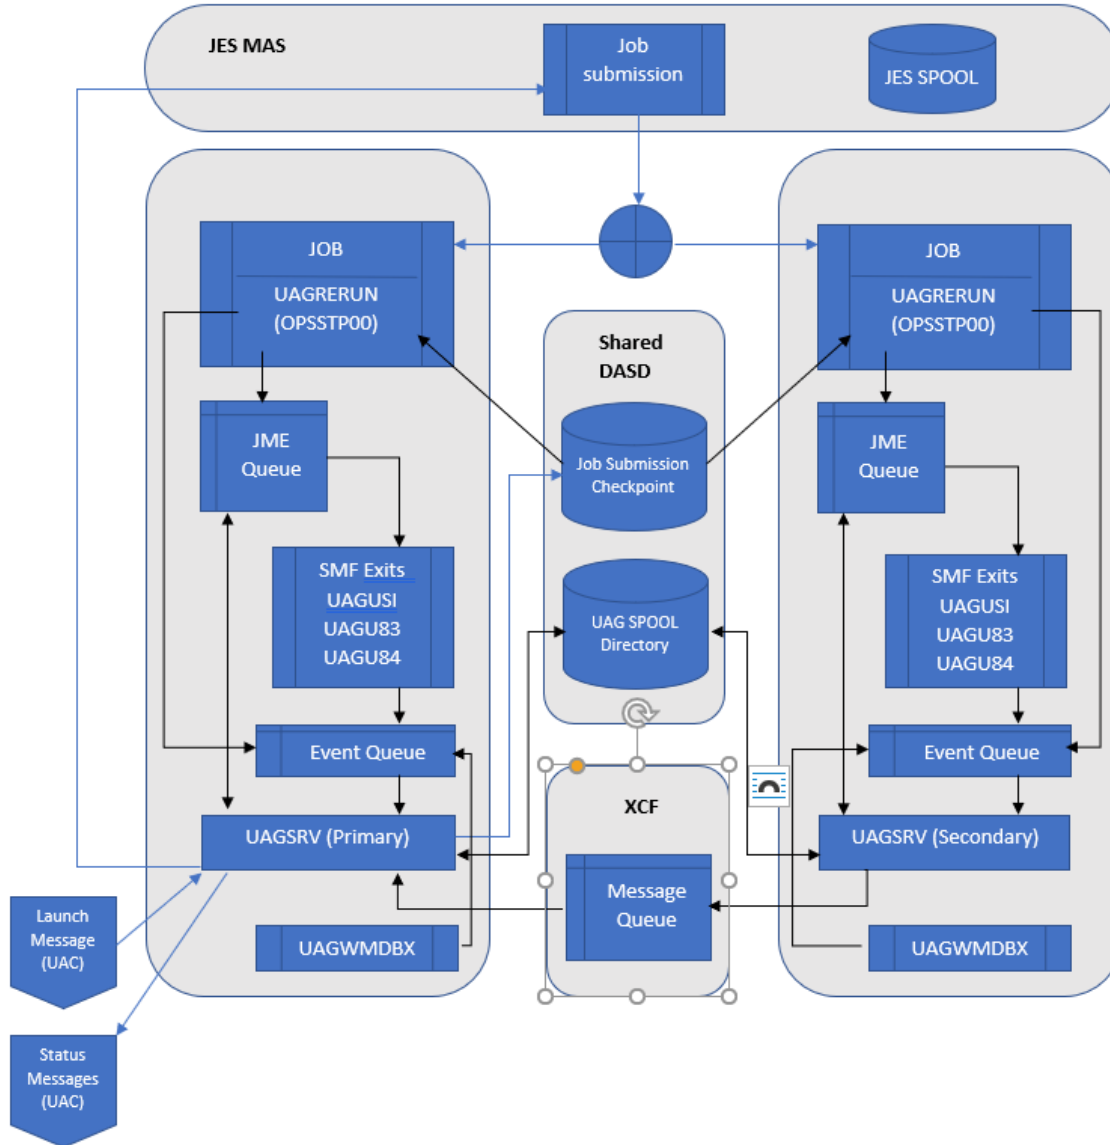 JES MAS
Job
submission
JES SPOOL
JOB
UAGRERUN
(OPSSTP00)
JME
Queue
SMF Exits
UAGUSI
UAGU83
UAGU84
Event Queue
UAGSRV (Primary)
UAGWMDBX
Launch
Message
(UAC)
Status
Messages
(UAC)
Shared
DASD
Job Submission
Checkpoint
UAG SPOOL
Directory
XCF
Message
Queue
JOB
UAGRERUN
(OPSSTP00)
JME
Queue
SMF Exits
UAGUSI
UAGU83
UAGU84
Event Queue
UAGSRV (Secondary)
UAGWMDBX